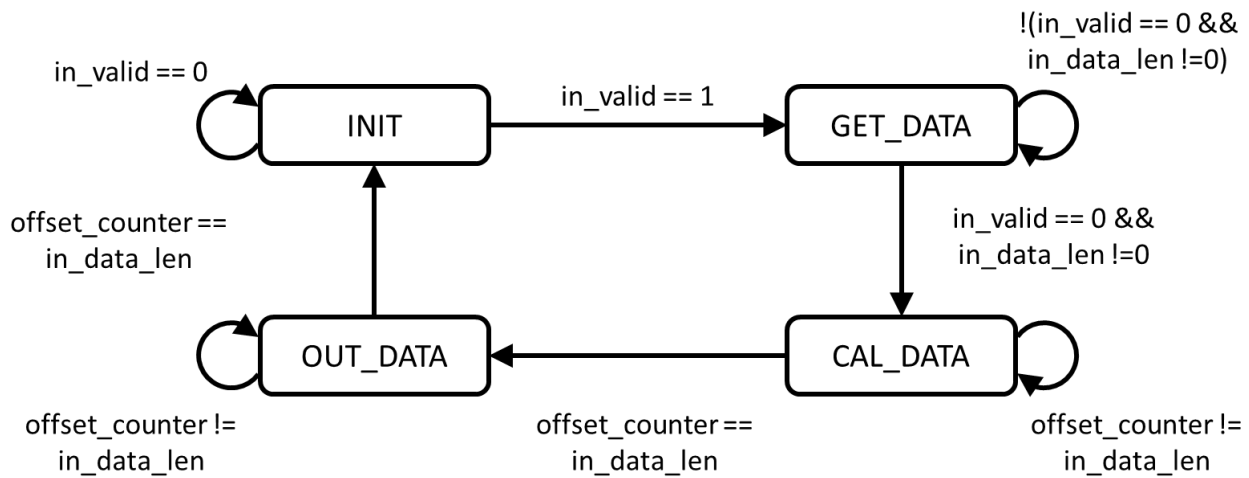 !(in_valid == 0 &&
in_data_len !=0)
in_valid == 0
in_valid == 1
INIT
GET_DATA
offset_counter ==
in_data_len
in_valid == 0 &&
in_data_len !=0
OUT_DATA
CAL_DATA
offset_counter !=
in_data_len
offset_counter ==
in_data_len
offset_counter !=
in_data_len